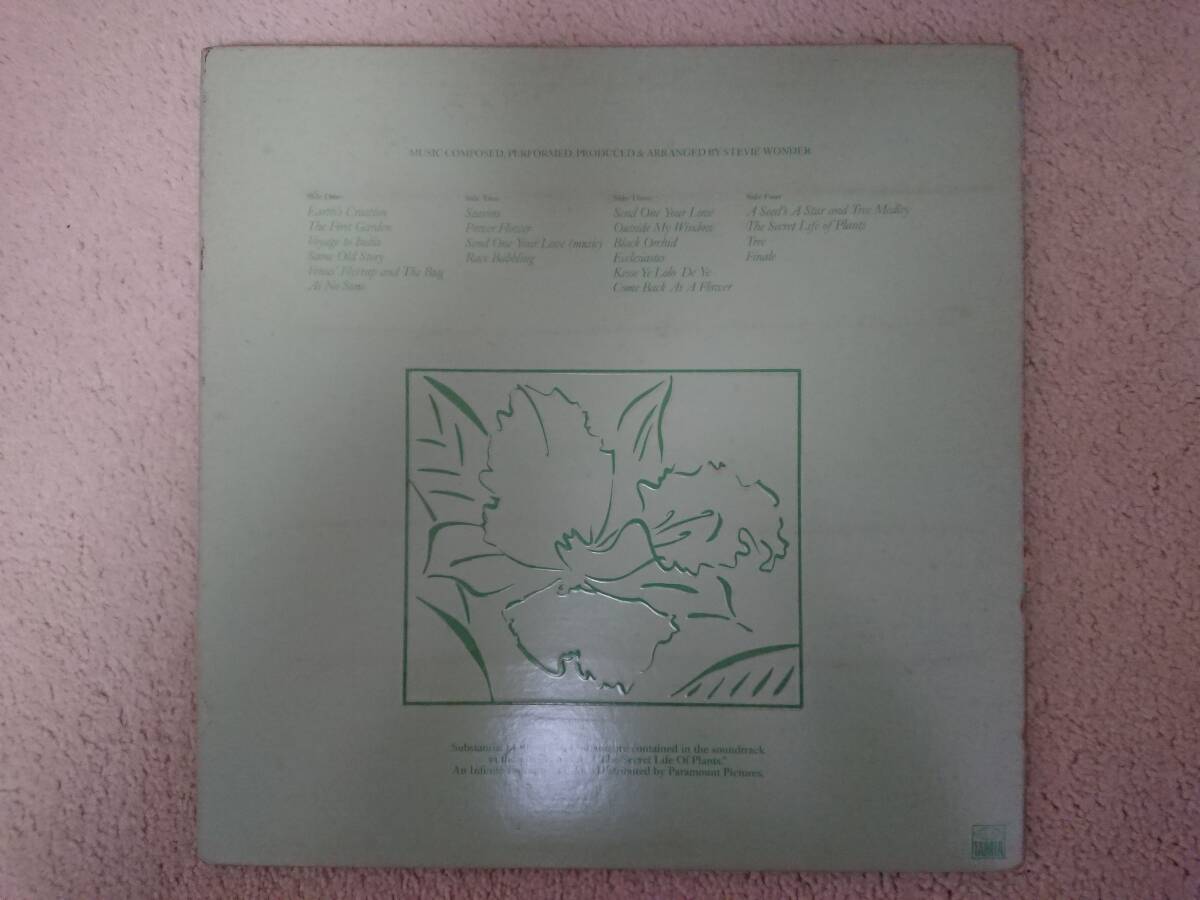 MUSIC COMPOSED, PERFORMED, PRODUCED & ARRANGED BY STEVIE WONDER
Side One
Earth's Creation
The First Garden
Voyage to India
Same Old Story
Venus' Flytrap and The Bug
Ai No Sono
Side Two
Seasons
Power Flower
Send One Your Love (music)
Race Babbling
Side Three
Send One Your Love
Outside My Window
Black Orchid
Ecclesiastes
Kesse Ye Lolo De Ye
Come Back As A Flower
Side Four
A Seed's A Star and Tree Medley
The Secret Life of Plants
Tree
Finale
contained in the soundtrack
The Secret Life Of Plants."
An Distributed by Paramount Pictures.
TAMLA